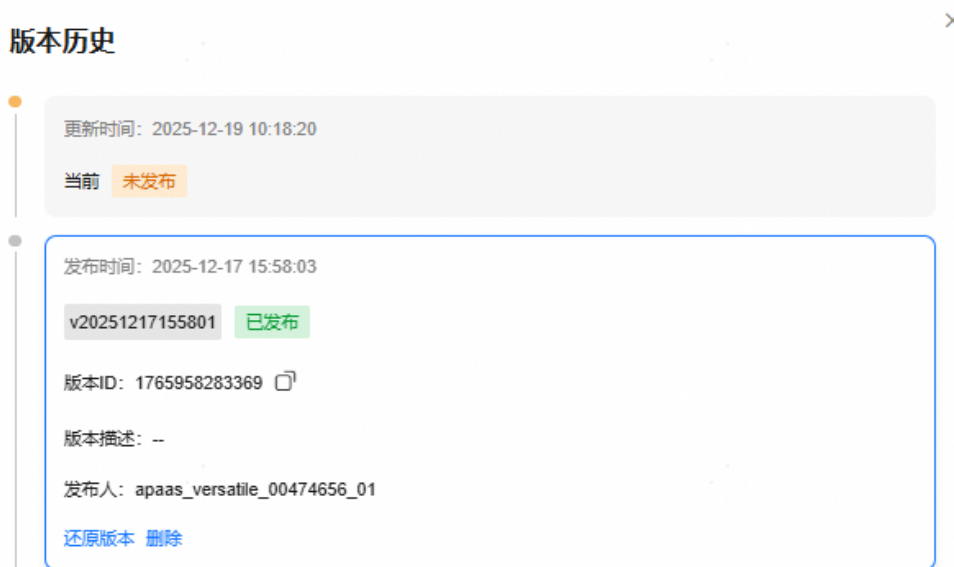 版本历史
更新时间：2025-12-19 10:18:20
当前 未发布
发布时间：2025-12-17 15:58:03
v20251217155801 已发布
版本ID：1765958283369
版本描述：--
发布人：apaas_versatile_00474656_01
还原版本 删除